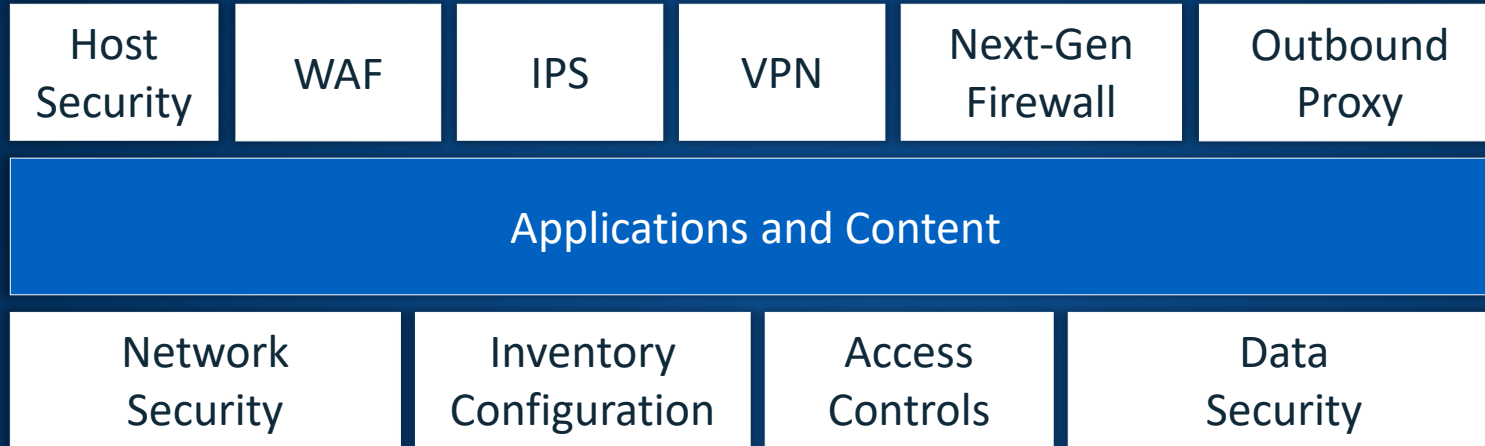 Host
Security
WAF
IPS
VPN
Next-Gen
Firewall
Outbound
Proxy
Applications and Content
Network
Security
Inventory
Configuration
Access
Controls
Data
Security